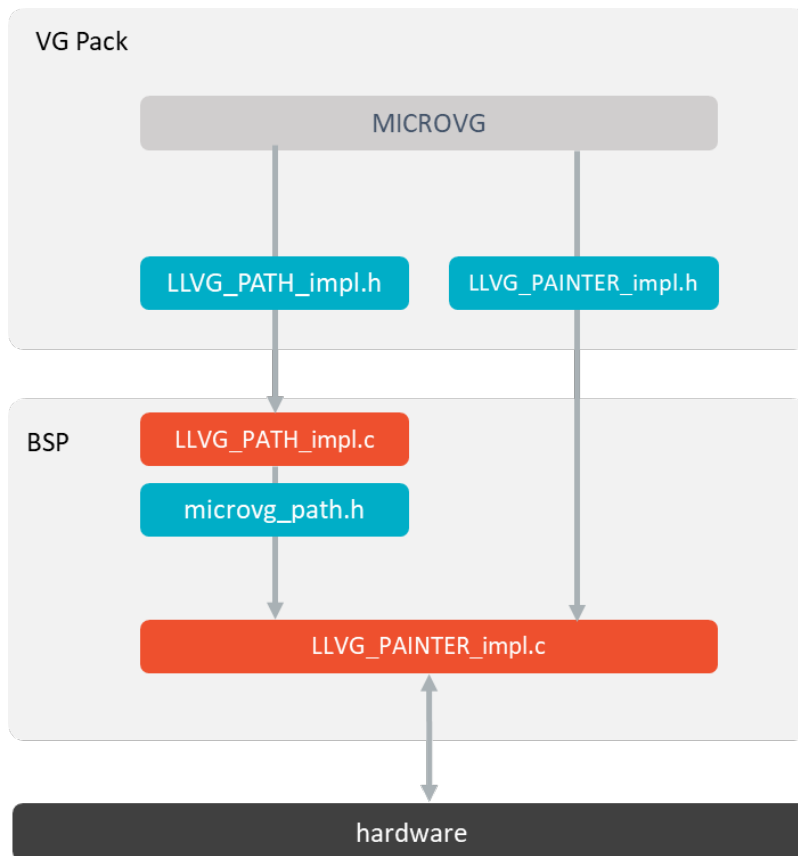 VG Pack
MICROVG
LLVG_PATH_impl.h
LLVG_PAINTER_impl.h
BSP
LLVG_PATH_impl.c
microvg_path.h
LLVG_PAINTER_impl.c
hardware